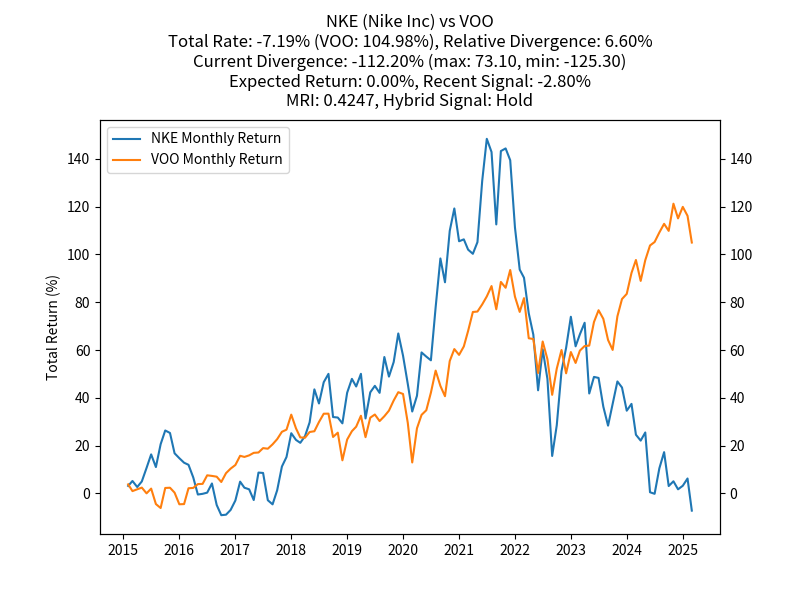 NKE (Nike Inc) vs VOO
Total Rate: -7.19% (VOO: 104.98%), Relative Divergence: 6.60%
Current Divergence: -112.20% (max: 73.10, min: -125.30)
Expected Return: 0.00%, Recent Signal: -2.80%
MRI: 0.4247, Hybrid Signal: Hold
NKE Monthly Return
VOO Monthly Return
Total Return (%)
140 140
120 120
100 100
80 80
60 60
40 40
20 20
0 0
2015 2016 2017 2018 2019 2020 2021 2022 2023 2024 2025